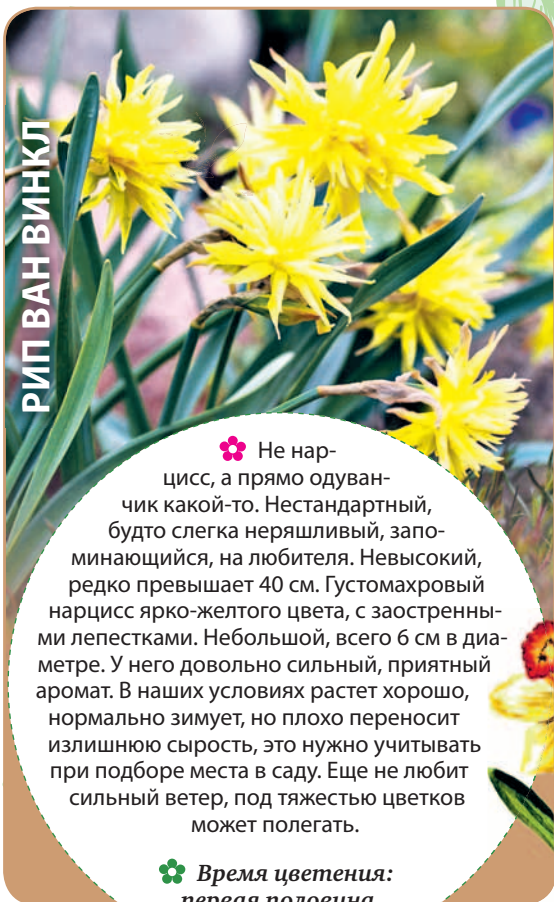 РИП ВАН ВИНКЛ
Не нар-
цисс, а прямо одуван-
чик какой-то. Нестандартный,
будто слегка неряшливый, запо-
минающийся, на любителя. Невысокий,
редко превышает 40 см. Густомахровый
нарцисс ярко-желтого цвета, с заостренны-
ми лепестками. Небольшой, всего 6 см в диа-
метре. У него довольно сильный, приятный
аромат. В наших условиях растет хорошо,
нормально зимует, но плохо переносит
излишнюю сырость, это нужно учитывать
при подборе места в саду. Еще не любит
сильный ветер, под тяжестью цветков
может полегать.
Время цветения:
первая половина